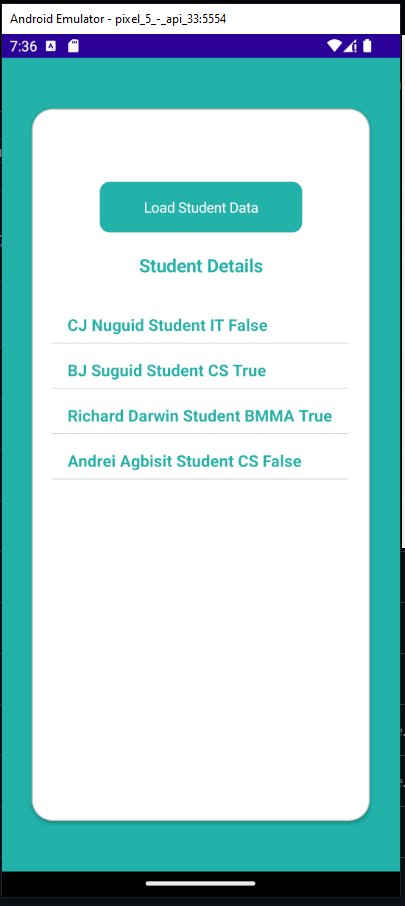 Android Emulator - pixel_5_-_api_33:5554
7:36 A
Load Student Data
Student Details
CJ Nuguid Student IT False
BJ Suguid Student CS True
Richard Darwin Student BMMA True
Andrei Agbisit Student CS False